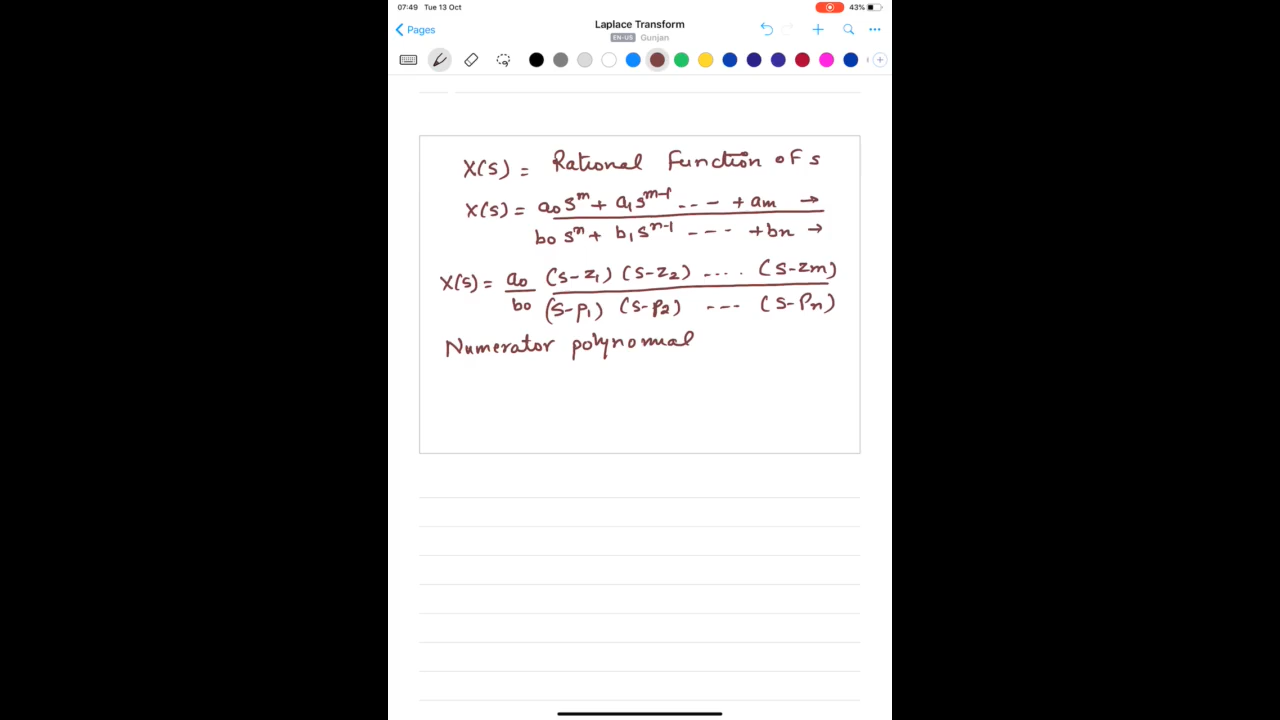 07:49 Tue 13 Oct 43%
Laplace Transform
Pages
EN-US Gunjan
X(s) = Rational Function of s
X(s) = a₀ s^m + a₁ s^(m-1) ---- + am →
b₀ s^n + b₁ s^(n-1) ---- + bn →
X(s) = a₀ (s-z₁) (s-z₂) .... (s-zm)
b₀ (s-p₁) (s-p₂) ---- (s-pn)
Numerator polynomial